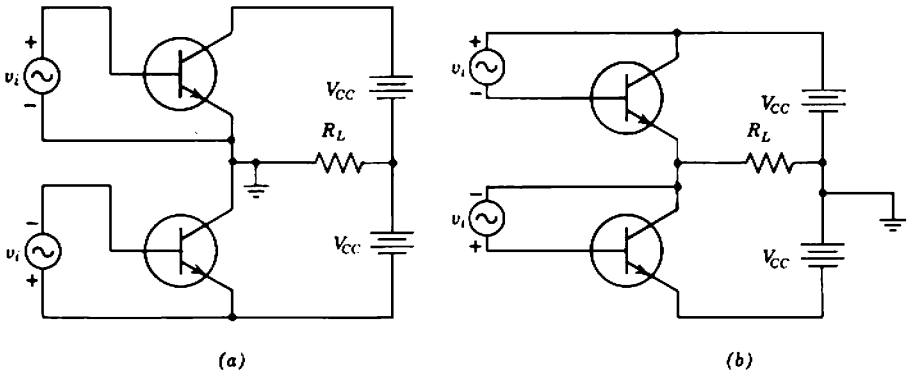 +
v_i
-
V_CC
R_L
-
v_i
+
V_CC
(a)
+
v_i
-
V_CC
R_L
-
v_i
+
V_CC
(b)